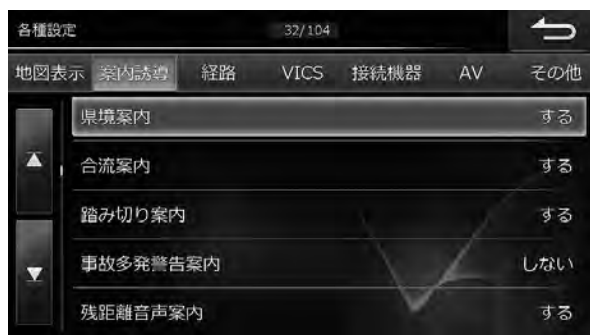 各種設定 32/104
地図表示 案内誘導 経路 VICS 接続機器 AV その他
県境案内 する
合流案内 する
踏み切り案内 する
事故多発警告案内 しない
残距離音声案内 する